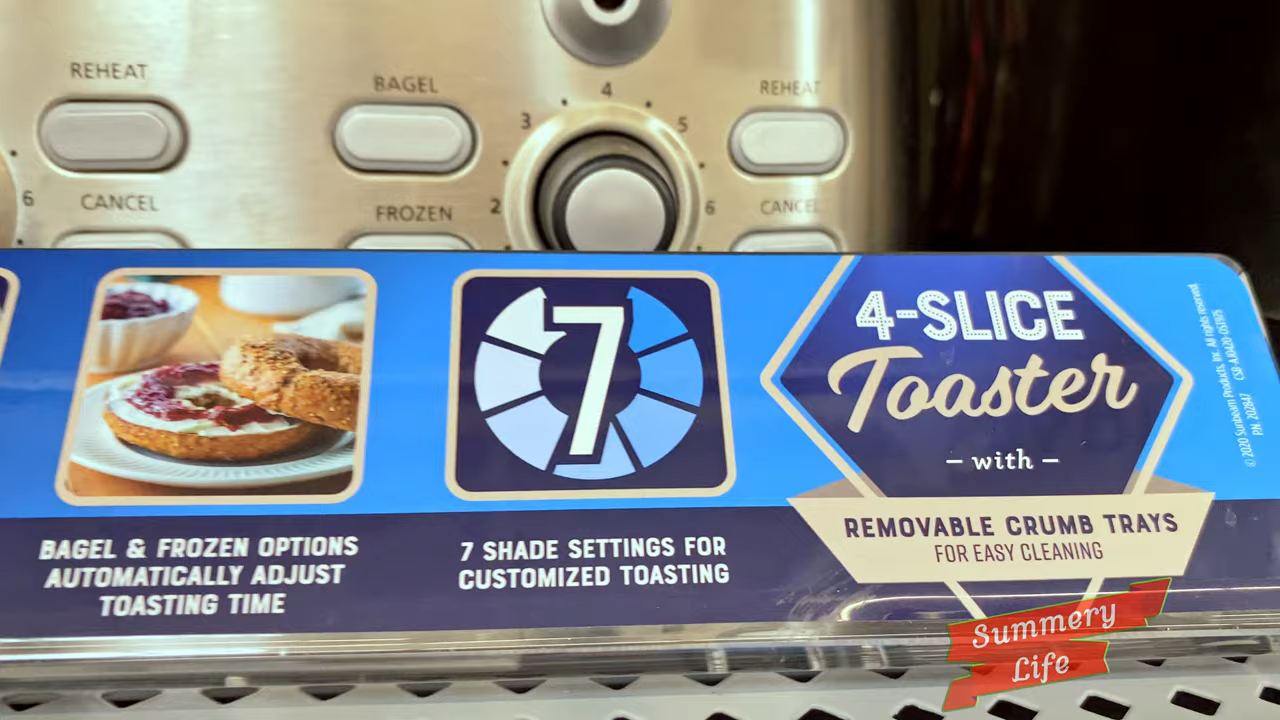 REHEAT
BAGEL
REHEAT
4
3
5
6
CANCEL
FROZEN
2
6
CANCEL
BAGEL & FROZEN OPTIONS
AUTOMATICALLY ADJUST
TOASTING TIME
7
7 SHADE SETTINGS FOR
CUSTOMIZED TOASTING
4-SLICE
Toaster
– with –
REMOVABLE CRUMB TRAYS
FOR EASY CLEANING
© 2020 Sunbeam Products, Inc. All rights reserved.
P.N. 202847
Summery
Life